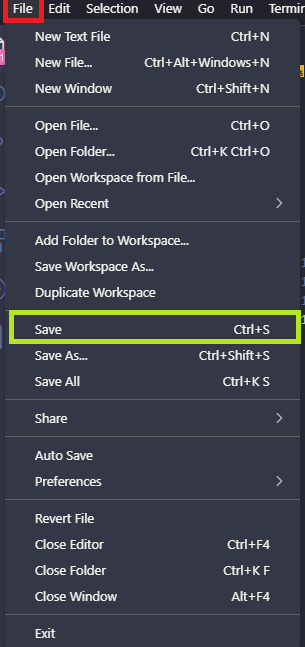 File Edit Selection View Go Run Termin
New Text File Ctrl+N
New File... Ctrl+Alt+Windows+N
New Window Ctrl+Shift+N
Open File... Ctrl+O
Open Folder... Ctrl+K Ctrl+O
Open Workspace from File...
Open Recent
Add Folder to Workspace...
Save Workspace As...
Duplicate Workspace
Save Ctrl+S
Save As... Ctrl+Shift+S
Save All Ctrl+K S
Share
Auto Save
Preferences
Revert File
Close Editor Ctrl+F4
Close Folder Ctrl+K F
Close Window Alt+F4
Exit